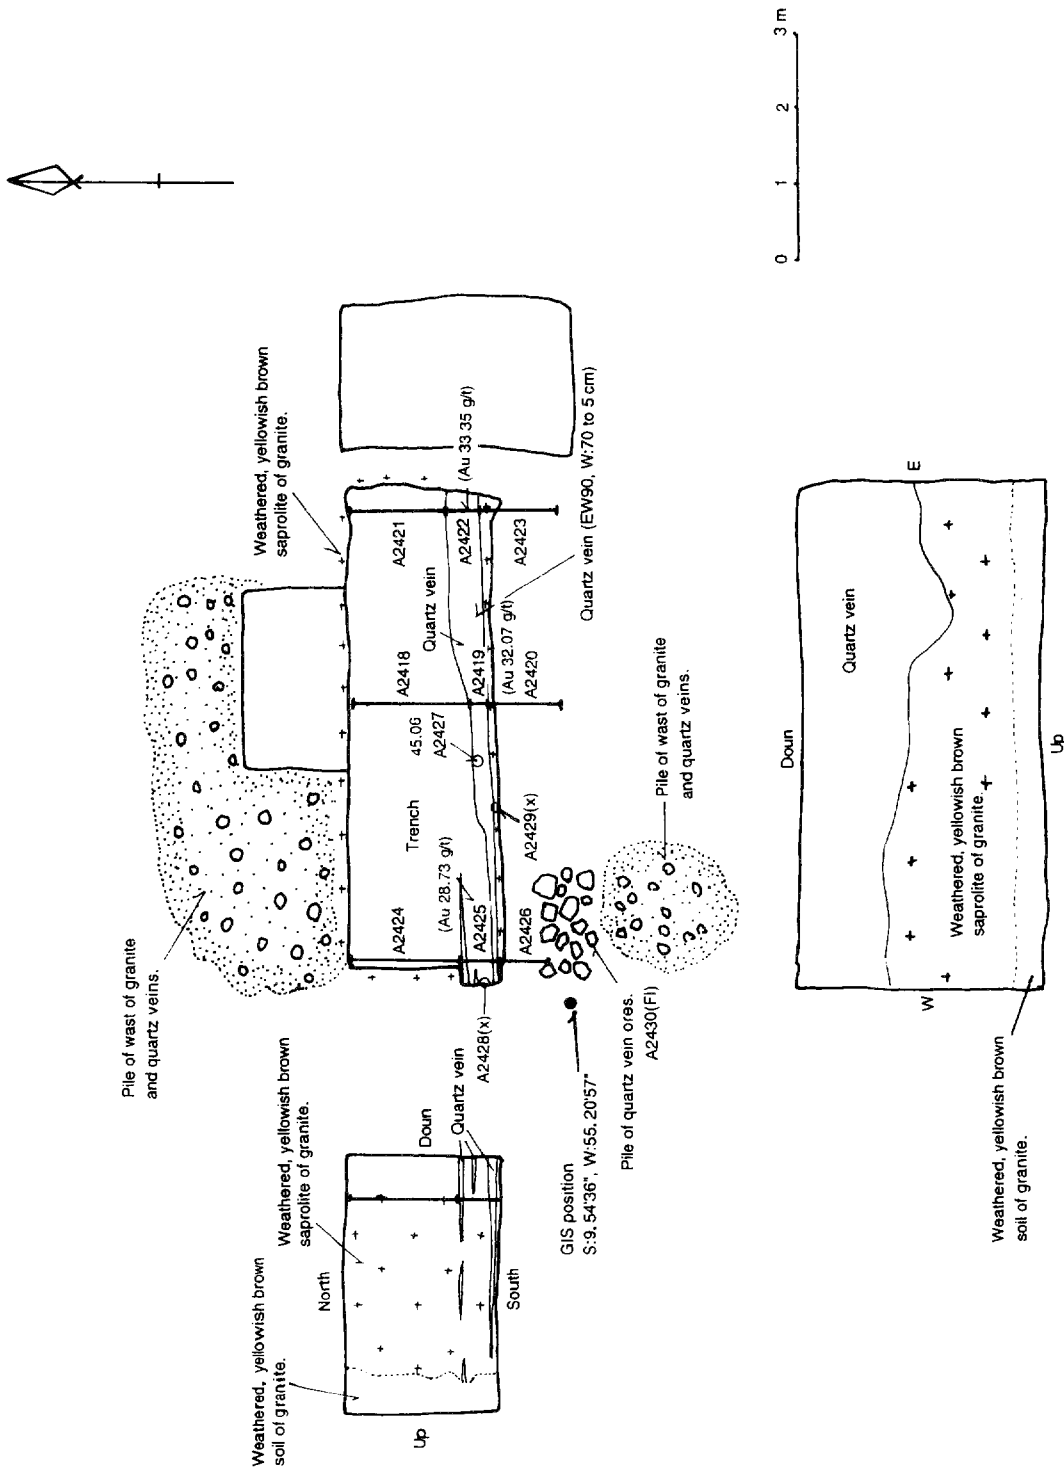 Pile of wast of granite
and quartz veins.
Weathered, yellowish brown
soil of granite.
Weathered, yellowish brown
saprolite of granite.
Weathered, yellowish brown
saprolite of granite.
North
Up
Doun
South
Quartz vein
A2424
A2418
A2421
Trench
45.06
A2427
Quartz vein
(Au 28.73 g/t)
A2425
A2419
A2422
(Au 33 35 g/t)
A2428(x)
A2426
A2429(x)
(Au 32.07 g/t)
A2420
A2423
Quartz vein (EW90, W:70 to 5 cm)
GIS position
S:9. 54'36", W:55. 20'57"
Pile of quartz vein ores.
A2430(Fl)
Pile of wast of granite
and quartz veins.
0
1
2
3 m
Doun
Quartz vein
W
E
Weathered, yellowish brown
saprolite of granite.
Up
Weathered, yellowish brown
soil of granite.